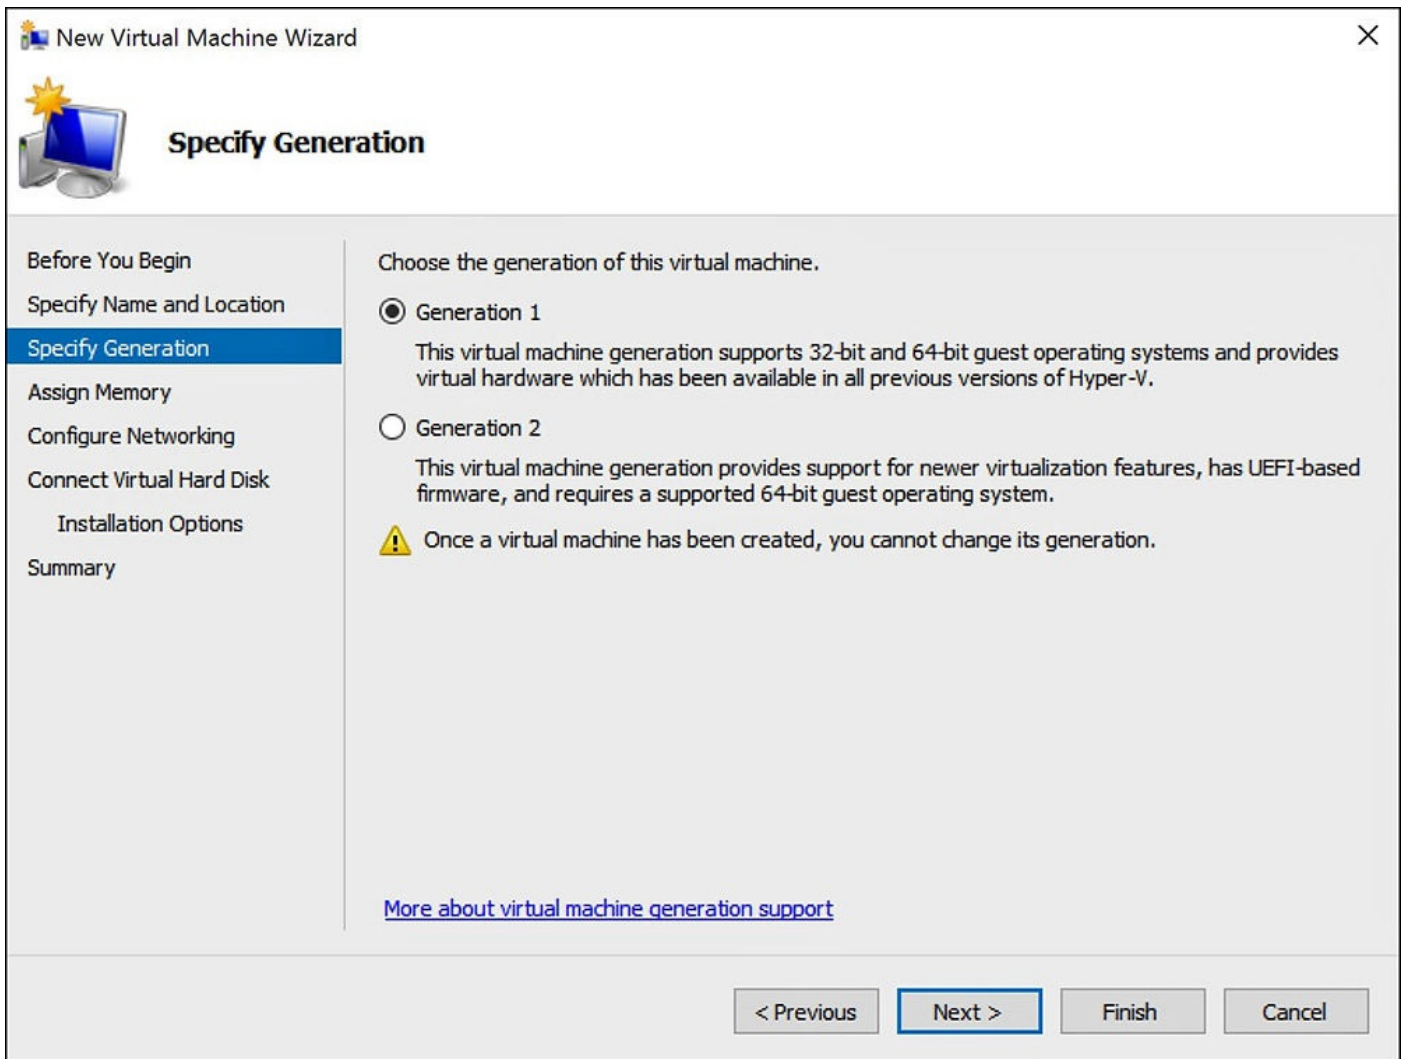 New Virtual Machine Wizard
Specify Generation
Before You Begin
Specify Name and Location
Specify Generation
Assign Memory
Configure Networking
Connect Virtual Hard Disk
Installation Options
Summary
Choose the generation of this virtual machine.
Generation 1
This virtual machine generation supports 32-bit and 64-bit guest operating systems and provides
virtual hardware which has been available in all previous versions of Hyper-V.
Generation 2
This virtual machine generation provides support for newer virtualization features, has UEFI-based
firmware, and requires a supported 64-bit guest operating system.
Once a virtual machine has been created, you cannot change its generation.
More about virtual machine generation support
< Previous
Next >
Finish
Cancel